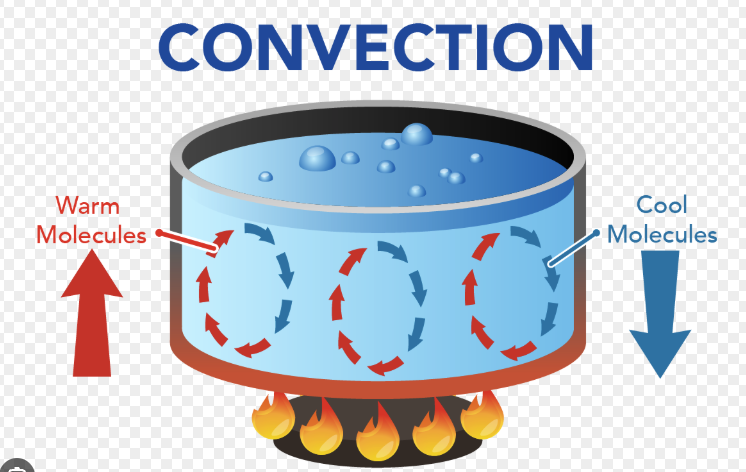 CONVECTION
Warm
Molecules
Cool
Molecules